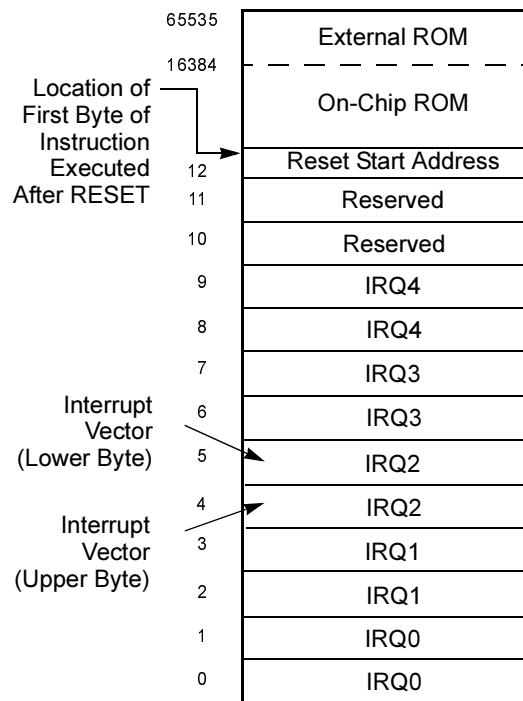 65535
External ROM
16384
Location of
First Byte of
Instruction
Executed
After RESET
On-Chip ROM
12
Reset Start Address
11
Reserved
10
Reserved
9
IRQ4
8
IRQ4
7
IRQ3
6
IRQ3
Interrupt
Vector
(Lower Byte)
5
IRQ2
4
IRQ2
Interrupt
Vector
(Upper Byte)
3
IRQ1
2
IRQ1
1
IRQ0
0
IRQ0